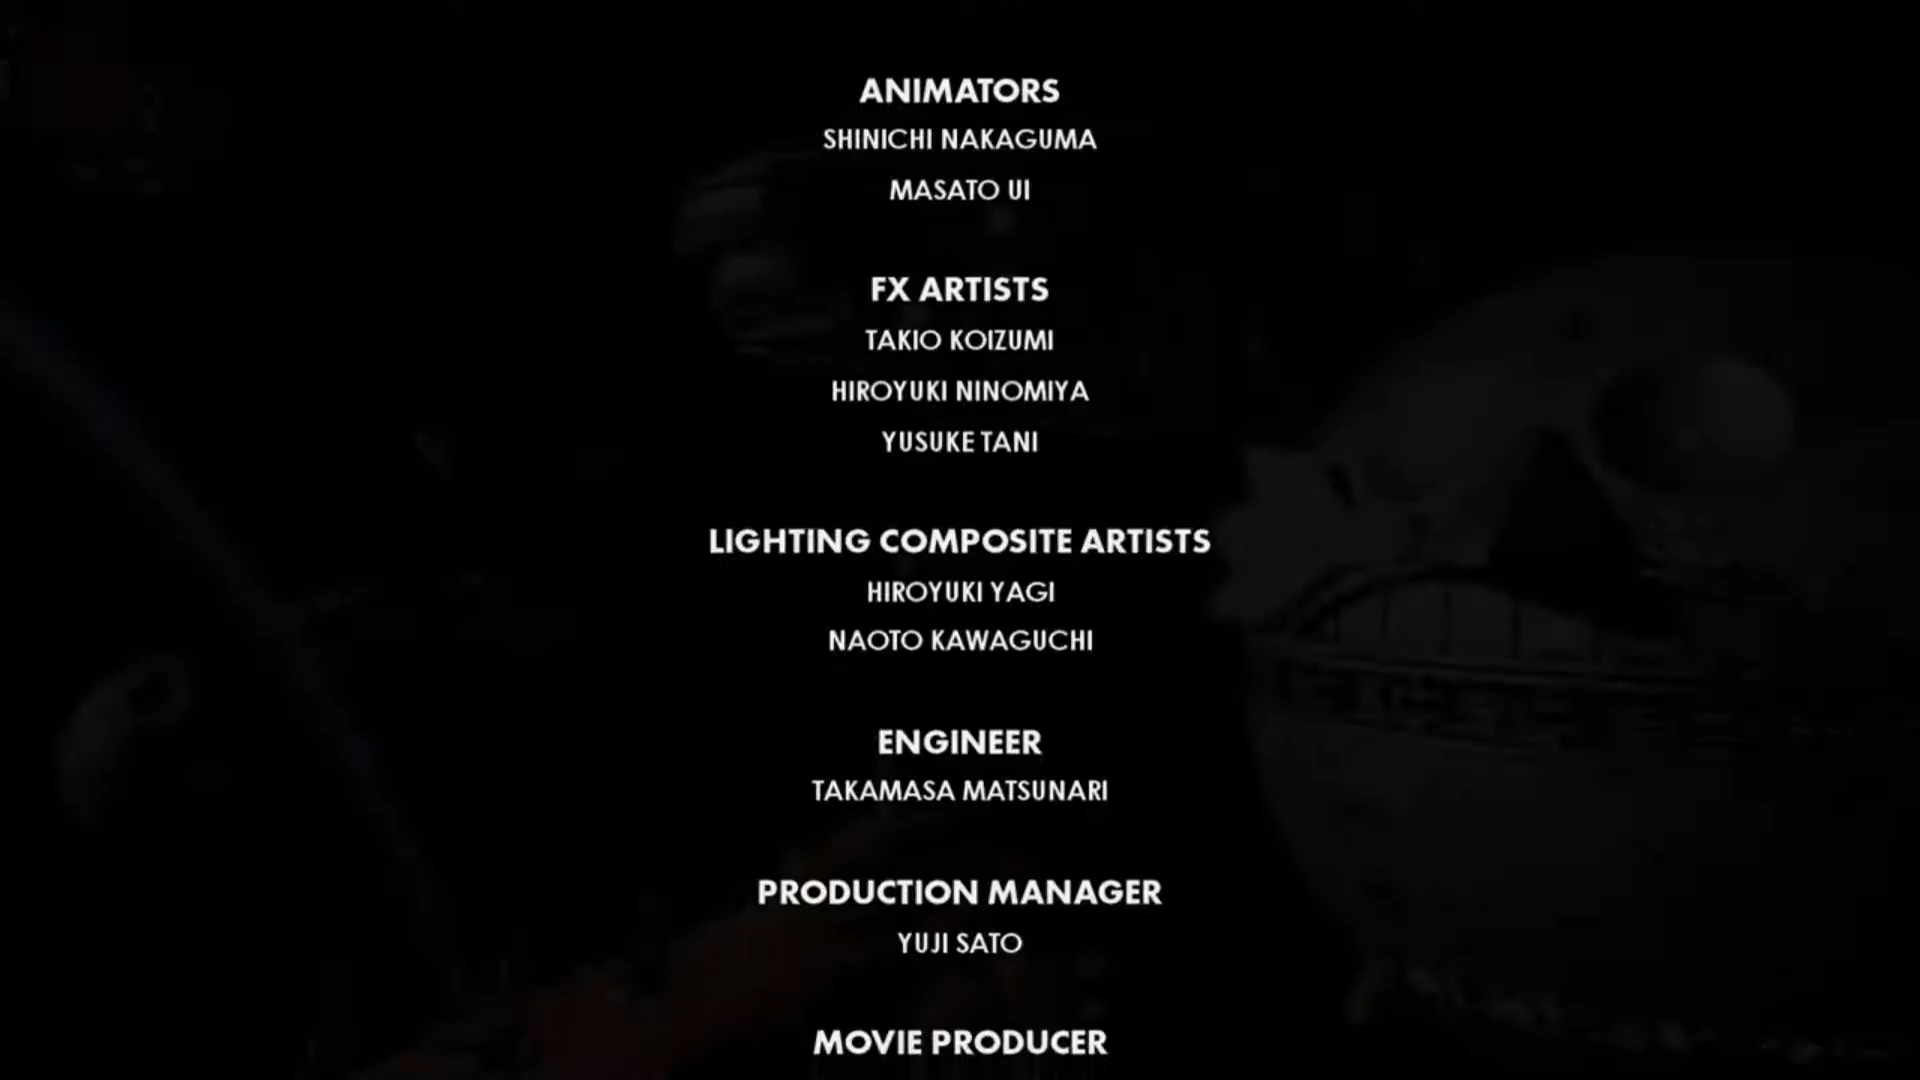 ANIMATORS
SHINICHI NAKAGUMA
MASATO UI
FX ARTISTS
TAKIO KOIZUMI
HIROYUKI NINOMIYA
YUSUKE TANI
LIGHTING COMPOSITE ARTISTS
HIROYUKI YAGI
NAOTO KAWAGUCHI
ENGINEER
TAKAMASA MATSUNARI
PRODUCTION MANAGER
YUJI SATO
MOVIE PRODUCER